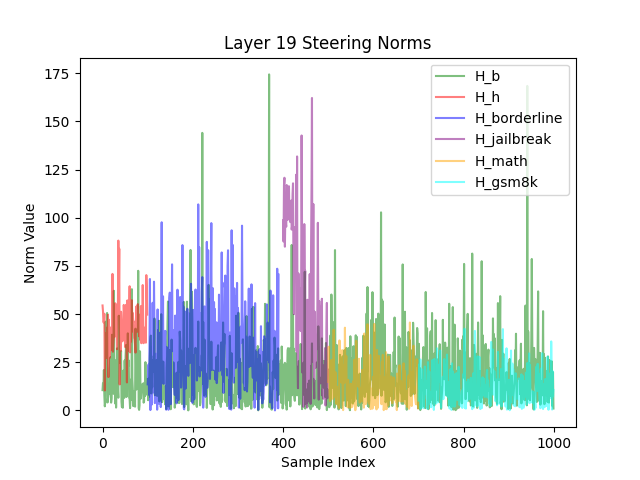 Layer 19 Steering Norms
Norm Value
175
150
125
100
75
50
25
0
H_b
H_h
H_borderline
H_jailbreak
H_math
H_gsm8k
0 200 400 600 800 1000
Sample Index